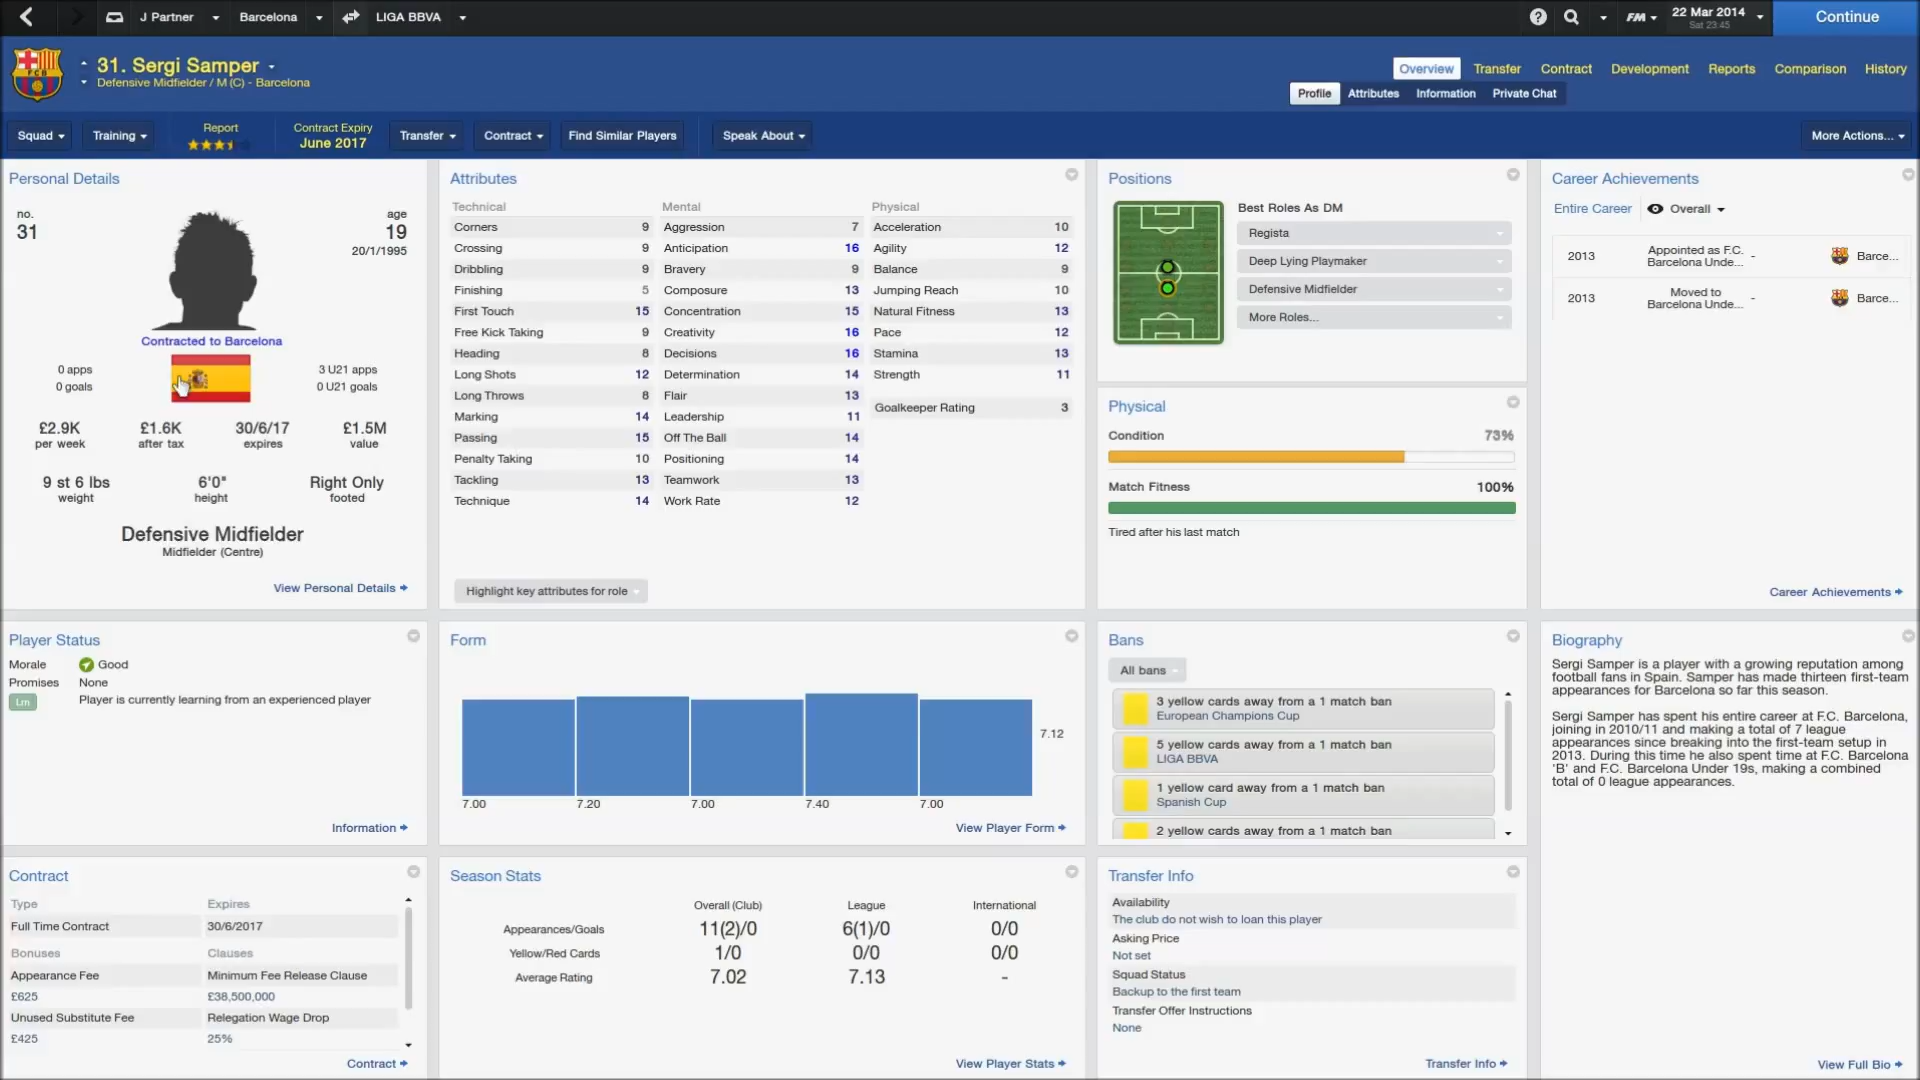 J Partner
Barcelona
LIGA BBVA
FM
22 Mar 2014
Sat 23:45
Continue
31. Sergi Samper
Defensive Midfielder / M (C) - Barcelona
Overview Transfer Contract Development Reports Comparison History
Profile Attributes Information Private Chat
Squad
Training
Report
Contract Expiry
June 2017
Transfer
Contract
Find Similar Players
Speak About
More Actions...
Personal Details
no.
31
age
19
20/1/1995
Contracted to Barcelona
0 apps
0 goals
3 U21 apps
0 U21 goals
£2.9K
per week
£1.6K
after tax
30/6/17
expires
£1.5M
value
9 st 6 lbs
weight
6'0"
height
Right Only
footed
Defensive Midfielder
Midfielder (Centre)
View Personal Details
Attributes
Technical Mental Physical
Corners 9 Aggression 7 Acceleration 10
Crossing 9 Anticipation 16 Agility 12
Dribbling 9 Bravery 9 Balance 9
Finishing 5 Composure 13 Jumping Reach 10
First Touch 15 Concentration 15 Natural Fitness 13
Free Kick Taking 9 Creativity 16 Pace 12
Heading 8 Decisions 16 Stamina 13
Long Shots 12 Determination 14 Strength 11
Long Throws 8 Flair 13
Goalkeeper Rating 3
Marking 14 Leadership 11
Passing 15 Off The Ball 14
Penalty Taking 10 Positioning 14
Tackling 13 Teamwork 13
Technique 14 Work Rate 12
Highlight key attributes for role
Positions
Best Roles As DM
Regista
Deep Lying Playmaker
Defensive Midfielder
More Roles...
Physical
Condition 73%
Match Fitness 100%
Tired after his last match
Career Achievements
Entire Career Overall
2013 Appointed as F.C. Barcelona Unde... - Barce...
2013 Moved to Barcelona Unde... - Barce...
Career Achievements
Player Status
Morale Good
Promises None
Lrn Player is currently learning from an experienced player
Information
Form
7.12
7.00 7.20 7.00 7.40 7.00
View Player Form
Bans
All bans
3 yellow cards away from a 1 match ban
European Champions Cup
5 yellow cards away from a 1 match ban
LIGA BBVA
1 yellow card away from a 1 match ban
Spanish Cup
2 yellow cards away from a 1 match ban
Biography
Sergi Samper is a player with a growing reputation among
football fans in Spain. Samper has made thirteen first-team
appearances for Barcelona so far this season.
Sergi Samper has spent his entire career at F.C. Barcelona,
joining in 2010/11 and making a total of 7 league
appearances since breaking into the first-team setup in
2013. During this time he also spent time at F.C. Barcelona
'B' and F.C. Barcelona Under 19s, making a combined
total of 0 league appearances.
View Full Bio
Contract
Type Expires
Full Time Contract 30/6/2017
Bonuses Clauses
Appearance Fee Minimum Fee Release Clause
£625 £38,500,000
Unused Substitute Fee Relegation Wage Drop
£425 25%
Contract
Season Stats
Overall (Club) League International
Appearances/Goals 11(2)/0 6(1)/0 0/0
Yellow/Red Cards 1/0 0/0 0/0
Average Rating 7.02 7.13 -
View Player Stats
Transfer Info
Availability
The club do not wish to loan this player
Asking Price
Not set
Squad Status
Backup to the first team
Transfer Offer Instructions
None
Transfer Info